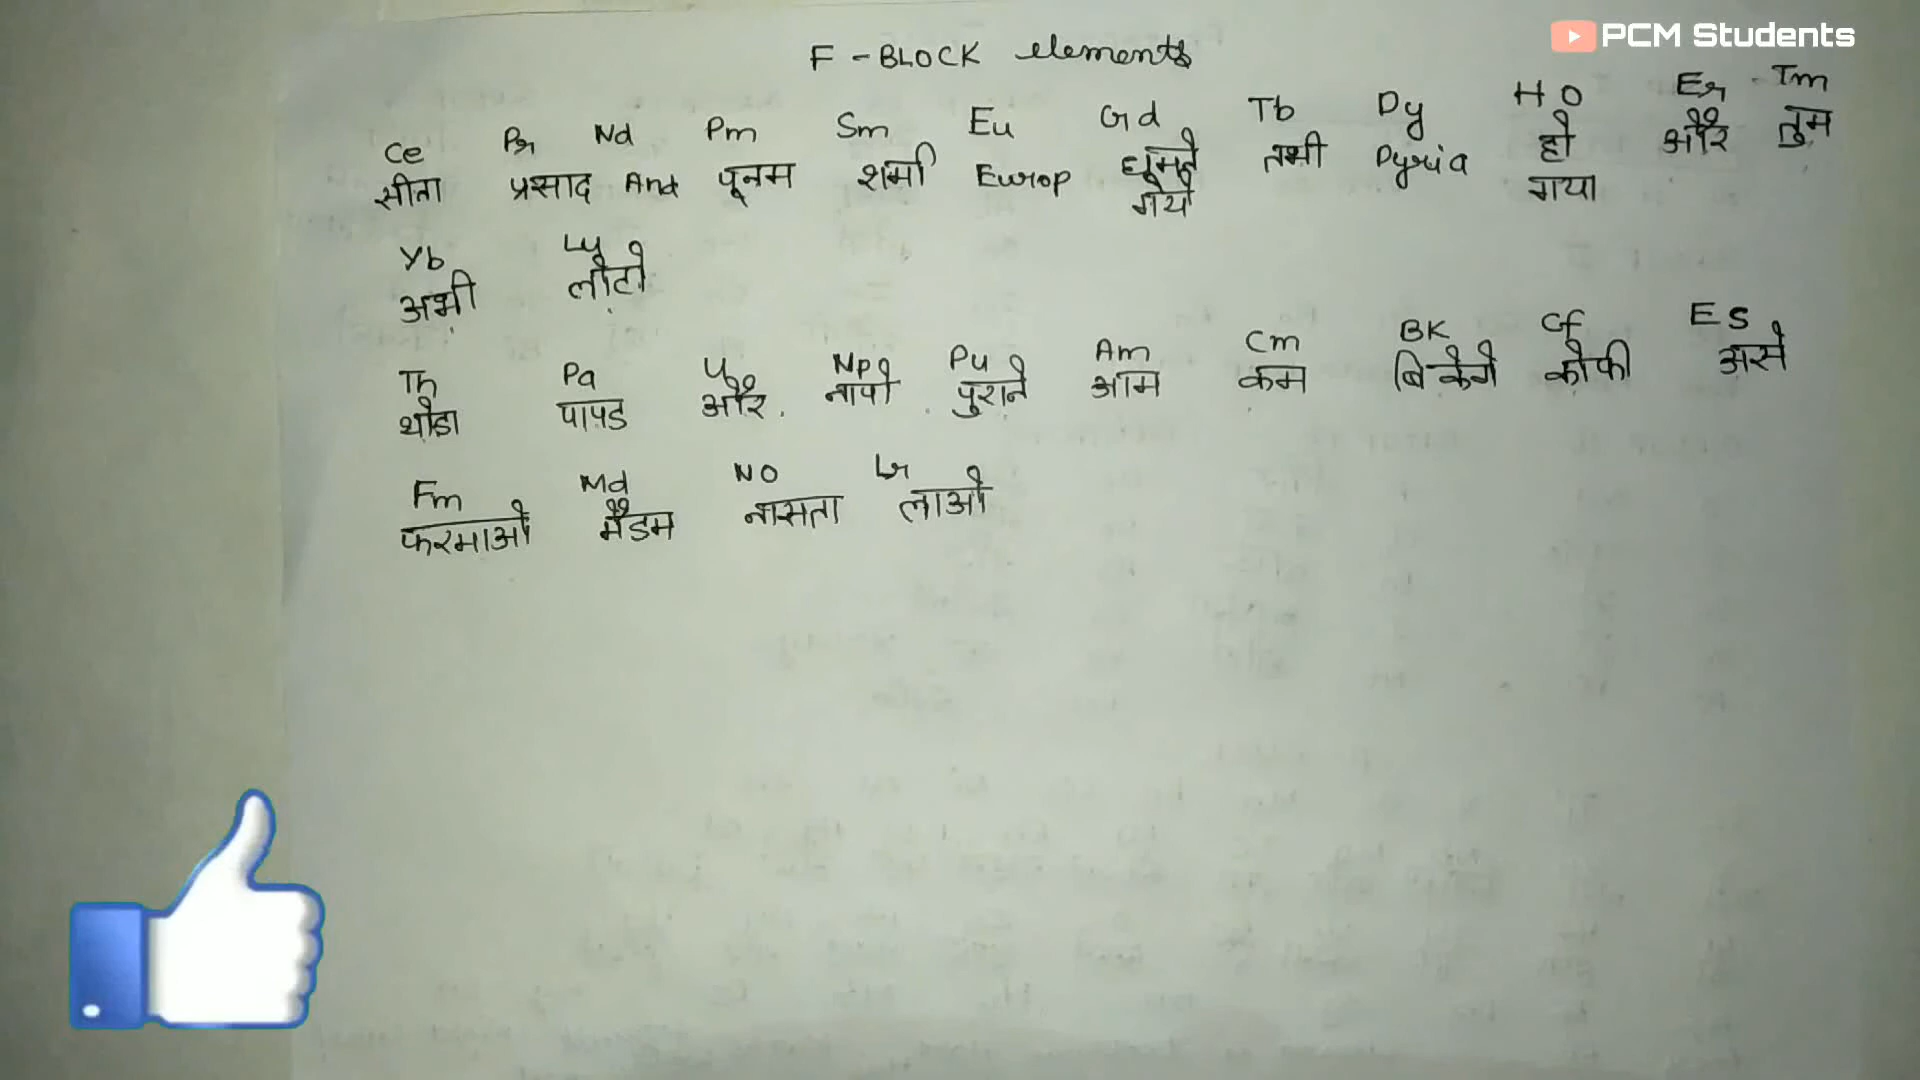 PCM Students
F - BLOCK elements
Ce Pr Nd Pm Sm Eu Gd Tb Dy HO Er Tm
सीता प्रसाद And पूनम शर्मा Europ घूमने गये तभी Dyria हो गया और तुम
Yb Lu
अभी लौटो
Th Pa U Np Pu Am Cm BK Cf ES
थोडा पापड और नापो पुराने आम कम बिकेगे कोफी असे
Fm Md NO Lr
फरमाओ मैडम नासता लाओ